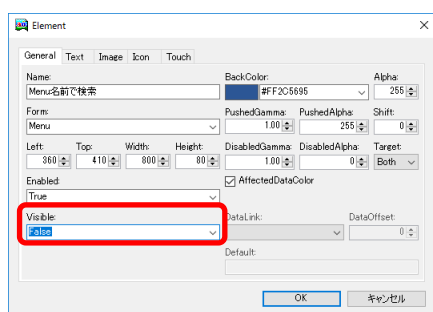 Element
General Text Image Icon Touch
Name: BackColor: Alpha:
Menu名前で検索 #FF2C5695 255
Form: PushedGamma: PushedAlpha: Shift:
Menu 1.00 255 0
Left: Top: Width: Height: DisabledGamma: DisabledAlpha: Target:
360 410 800 80 1.00 0 Both
Enabled: AffectedDataColor
True
Visible: DataLink: DataOffset:
False 0
Default:
OK キャンセル